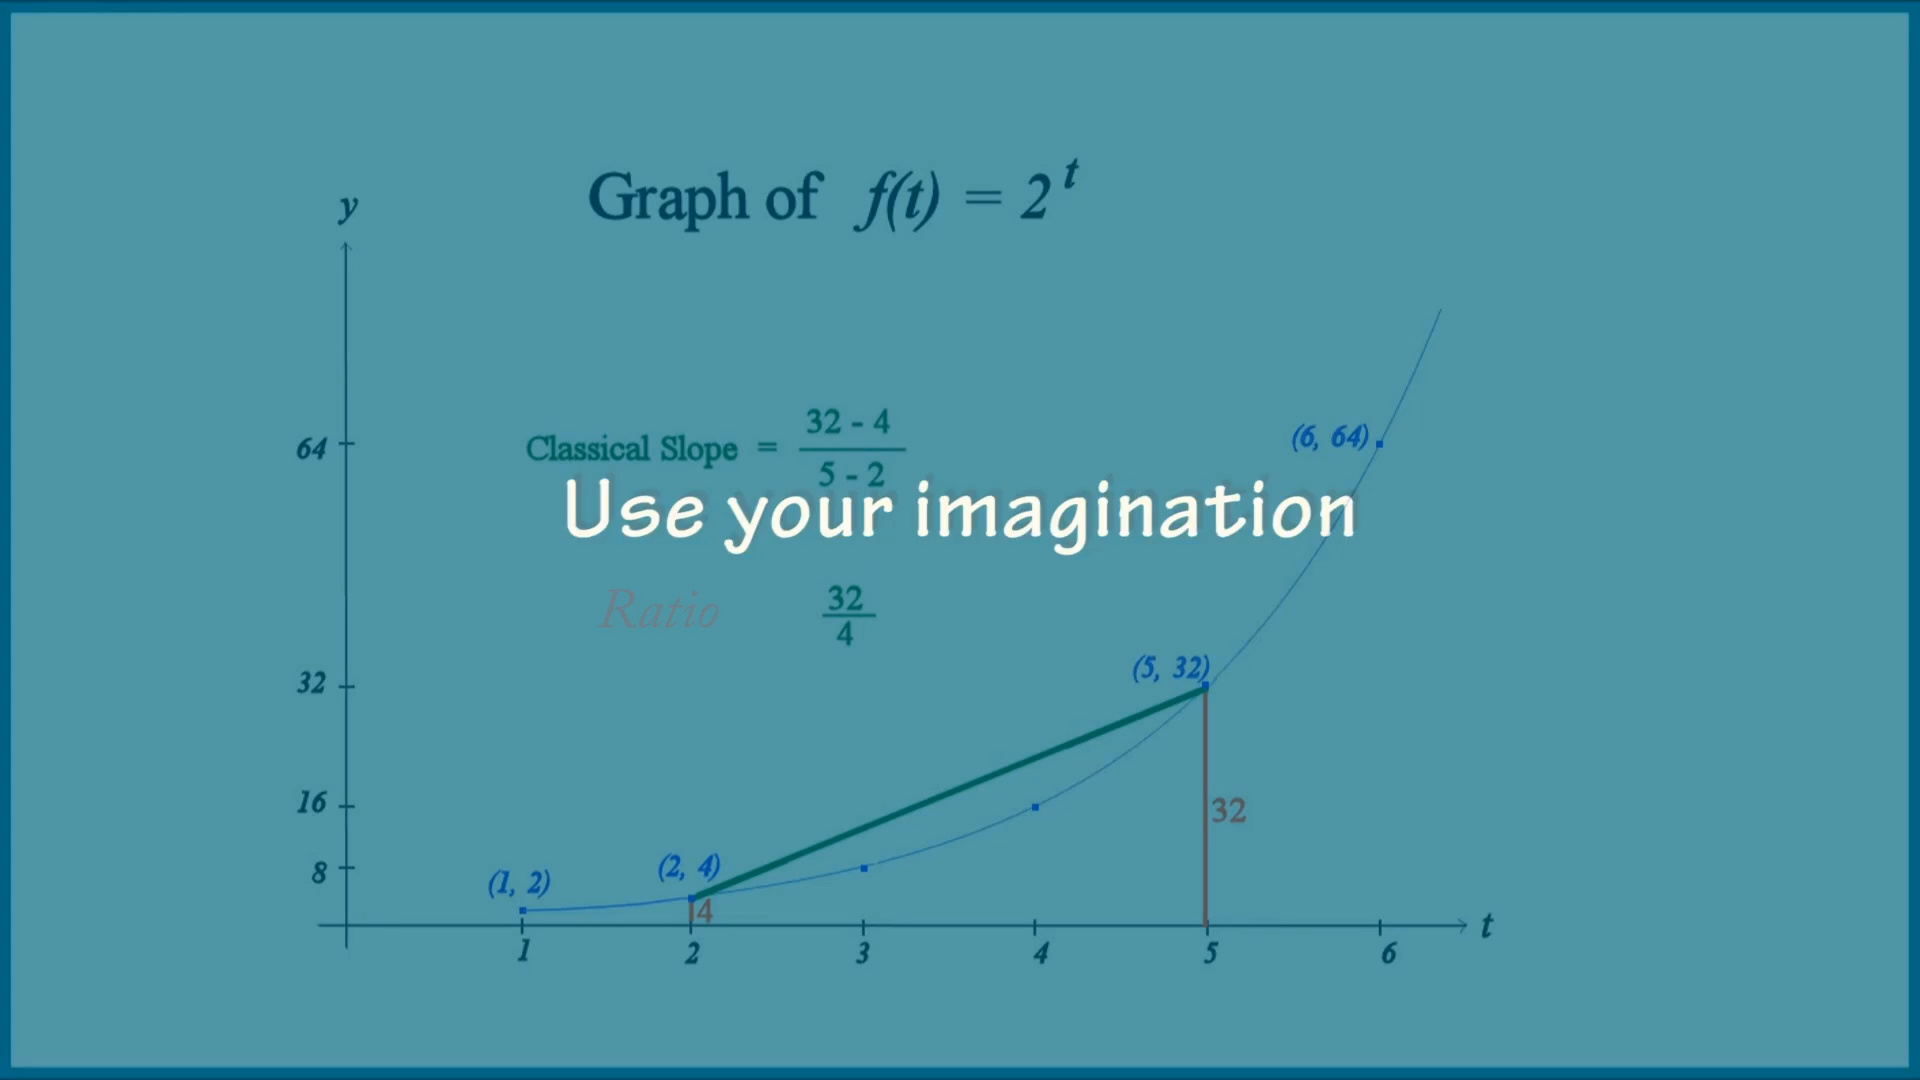 Graph of f(t) = 2^t
y
64
32
16
8
Classical Slope = 32 - 4
5 - 2
Use your imagination
Ratio 32
4
(6, 64)
(5, 32)
(2, 4)
(1, 2)
4
32
t
1 2 3 4 5 6